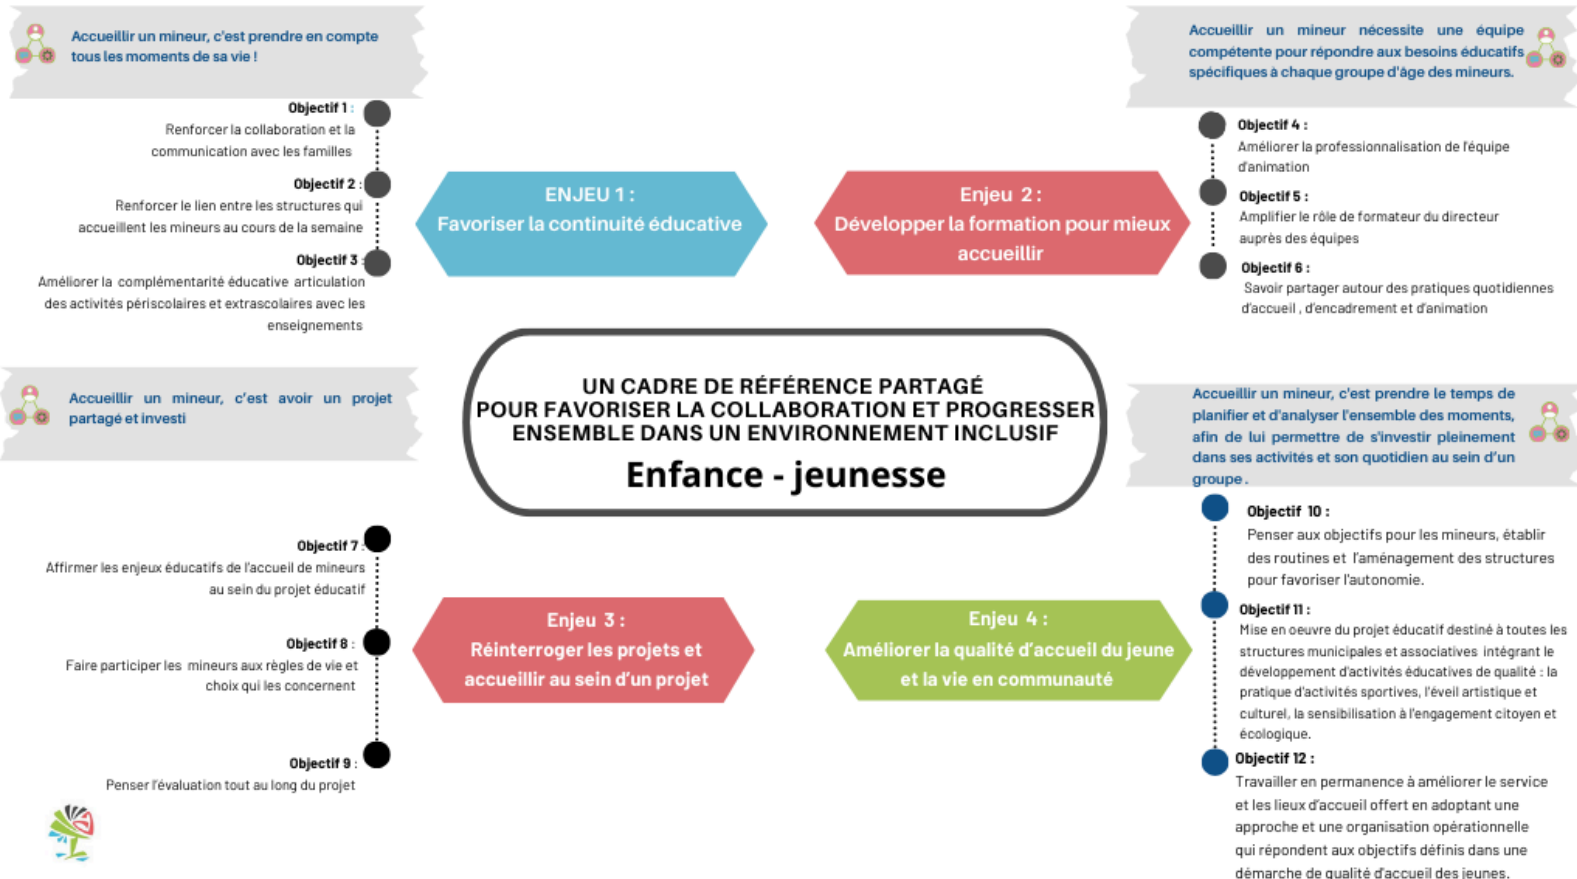 Accueillir un mineur, c'est prendre en compte
tous les moments de sa vie !
Objectif 1 :
Renforcer la collaboration et la
communication avec les familles
Objectif 2 :
Renforcer le lien entre les structures qui
accueillent les mineurs au cours de la semaine
Objectif 3 :
Améliorer la complémentarité éducative articulation
des activités périscolaires et extrascolaires avec les
enseignements
ENJEU 1 :
Favoriser la continuité éducative
Accueillir un mineur nécessite une équipe
compétente pour répondre aux besoins éducatifs
spécifiques à chaque groupe d'âge des mineurs.
Enjeu 2 :
Développer la formation pour mieux
accueillir
Objectif 4 :
Améliorer la professionnalisation de l'équipe
d'animation
Objectif 5 :
Amplifier le rôle de formateur du directeur
auprès des équipes
Objectif 6 :
Savoir partager autour des pratiques quotidiennes
d'accueil , d'encadrement et d'animation
UN CADRE DE RÉFÉRENCE PARTAGÉ
POUR FAVORISER LA COLLABORATION ET PROGRESSER
ENSEMBLE DANS UN ENVIRONNEMENT INCLUSIF
Enfance - jeunesse
Accueillir un mineur, c'est avoir un projet
partagé et investi
Objectif 7 :
Affirmer les enjeux éducatifs de l'accueil de mineurs
au sein du projet éducatif
Objectif 8 :
Faire participer les mineurs aux règles de vie et
choix qui les concernent
Objectif 9 :
Penser l'évaluation tout au long du projet
Enjeu 3 :
Réinterroger les projets et
accueillir au sein d'un projet
Accueillir un mineur, c'est prendre le temps de
planifier et d'analyser l'ensemble des moments,
afin de lui permettre de s'investir pleinement
dans ses activités et son quotidien au sein d'un
groupe .
Enjeu 4 :
Améliorer la qualité d'accueil du jeune
et la vie en communauté
Objectif 10 :
Penser aux objectifs pour les mineurs, établir
des routines et l'aménagement des structures
pour favoriser l'autonomie.
Objectif 11 :
Mise en oeuvre du projet éducatif destiné à toutes les
structures municipales et associatives intégrant le
développement d'activités éducatives de qualité : la
pratique d'activités sportives, l'éveil artistique et
culturel, la sensibilisation à l'engagement citoyen et
écologique.
Objectif 12 :
Travailler en permanence à améliorer le service
et les lieux d'accueil offert en adoptant une
approche et une organisation opérationnelle
qui répondent aux objectifs définis dans une
démarche de qualité d'accueil des jeunes.